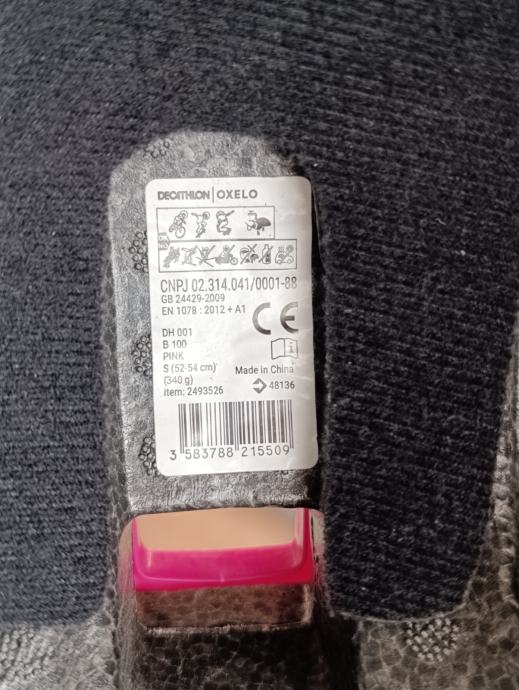 DECATHLON | OXELO
CNPJ 02.314.041/0001-88
GB 24429-2009
EN 1078 : 2012 + A1
CE
DH 001
B 100
PINK
S (52-54 cm)
(340 g)
Made in China
item: 2493526
48136
3 583788 215509